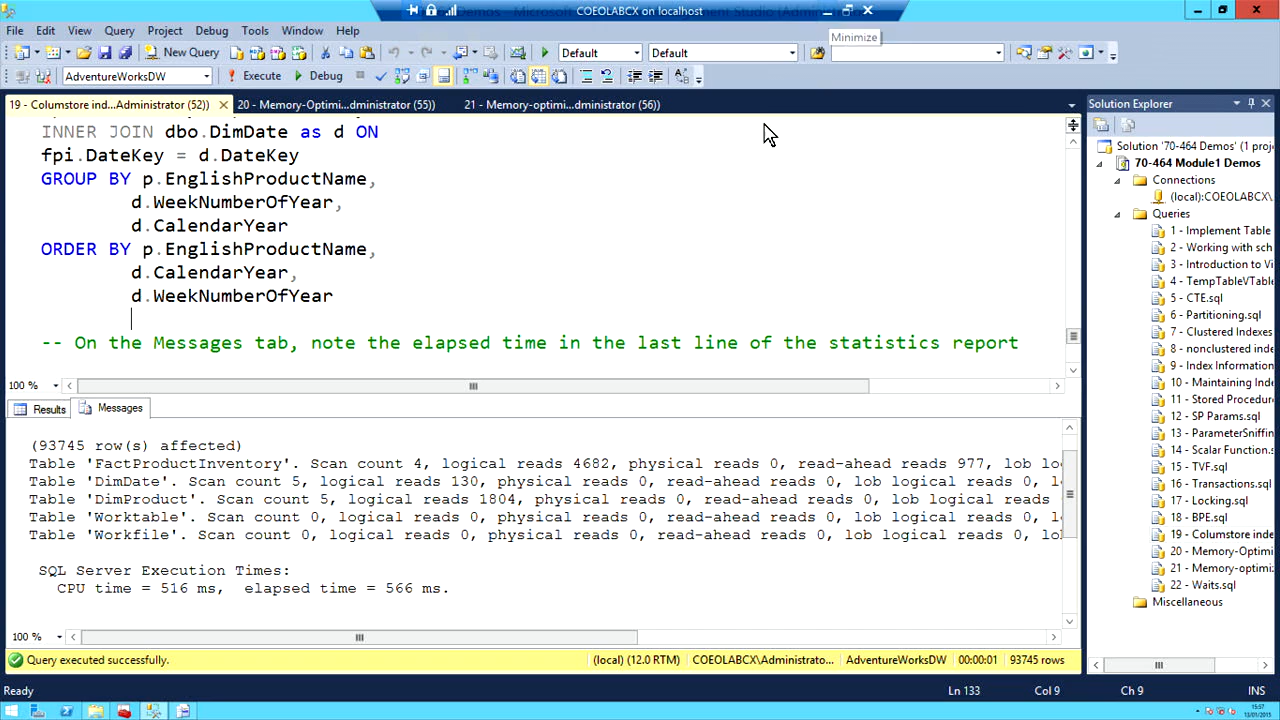 COEOLABCX on localhost
File Edit View Query Project Debug Tools Window Help
Minimize
New Query Default Default
AdventureWorksDW Execute Debug
19 - Columstore ind...Administrator (52)) 20 - Memory-Optimi...dministrator (55)) 21 - Memory-optimi...dministrator (56))
INNER JOIN dbo.DimDate as d ON
fpi.DateKey = d.DateKey
GROUP BY p.EnglishProductName,
d.WeekNumberOfYear,
d.CalendarYear
ORDER BY p.EnglishProductName,
d.CalendarYear,
d.WeekNumberOfYear
-- On the Messages tab, note the elapsed time in the last line of the statistics report
100 %
Results Messages
(93745 row(s) affected)
Table 'FactProductInventory'. Scan count 4, logical reads 4682, physical reads 0, read-ahead reads 977, lob lo
Table 'DimDate'. Scan count 5, logical reads 130, physical reads 0, read-ahead reads 0, lob logical reads 0, l
Table 'DimProduct'. Scan count 5, logical reads 1804, physical reads 0, read-ahead reads 0, lob logical reads
Table 'Worktable'. Scan count 0, logical reads 0, physical reads 0, read-ahead reads 0, lob logical reads 0, l
Table 'Workfile'. Scan count 0, logical reads 0, physical reads 0, read-ahead reads 0, lob logical reads 0, lo
SQL Server Execution Times:
CPU time = 516 ms, elapsed time = 566 ms.
100 %
Query executed successfully. (local) (12.0 RTM) COEOLABCX\Administrato... AdventureWorksDW 00:00:01 93745 rows
Ready Ln 133 Col 9 Ch 9 INS
Solution Explorer
Solution '70-464 Demos' (1 proj
70-464 Module1 Demos
Connections
(local):COEOLABCX\
Queries
1 - Implement Table
2 - Working with sch
3 - Introduction to Vi
4 - TempTableVTabl
5 - CTE.sql
6 - Partitioning.sql
7 - Clustered Indexes
8 - nonclustered inde
9 - Index Information
10 - Maintaining Inde
11 - Stored Procedure
12 - SP Params.sql
13 - ParameterSniffin
14 - Scalar Function.s
15 - TVF.sql
16 - Transactions.sql
17 - Locking.sql
18 - BPE.sql
19 - Columstore inde
20 - Memory-Optimi
21 - Memory-optimiz
22 - Waits.sql
Miscellaneous
15:57
13/01/2015